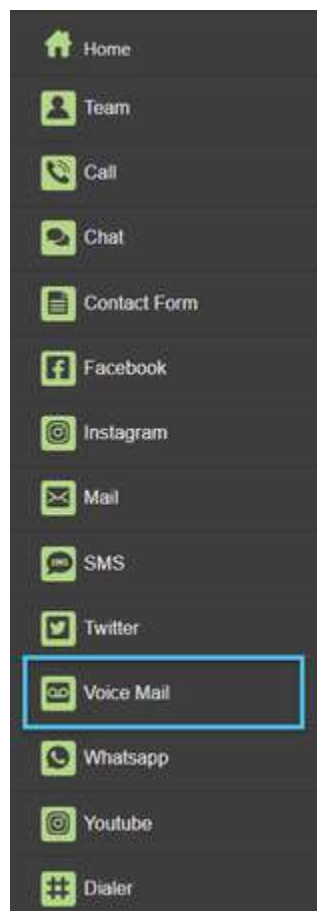 Home
Team
Call
Chat
Contact Form
Facebook
Instagram
Mail
SMS
Twitter
Voice Mail
Whatsapp
Youtube
Dialer